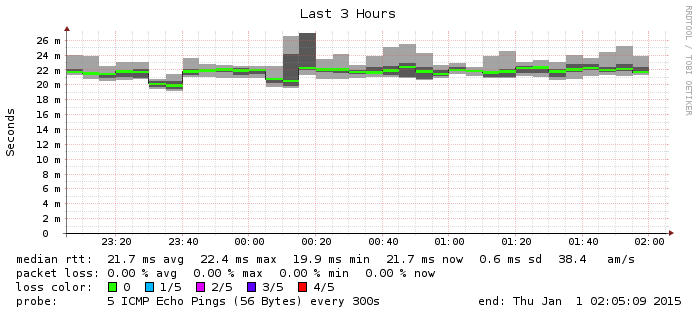 Last 3 Hours
RRDTOOL / TOBI OETIKER
Seconds
26 m
24 m
22 m
20 m
18 m
16 m
14 m
12 m
10 m
8 m
6 m
4 m
2 m
0
23:20 23:40 00:00 00:20 00:40 01:00 01:20 01:40 02:00
median rtt: 21.7 ms avg 22.4 ms max 19.9 ms min 21.7 ms now 0.6 ms sd 38.4 am/s
packet loss: 0.00 % avg 0.00 % max 0.00 % min 0.00 % now
loss color: 0 1/5 2/5 3/5 4/5
probe: 5 ICMP Echo Pings (56 Bytes) every 300s end: Thu Jan 1 02:05:09 2015